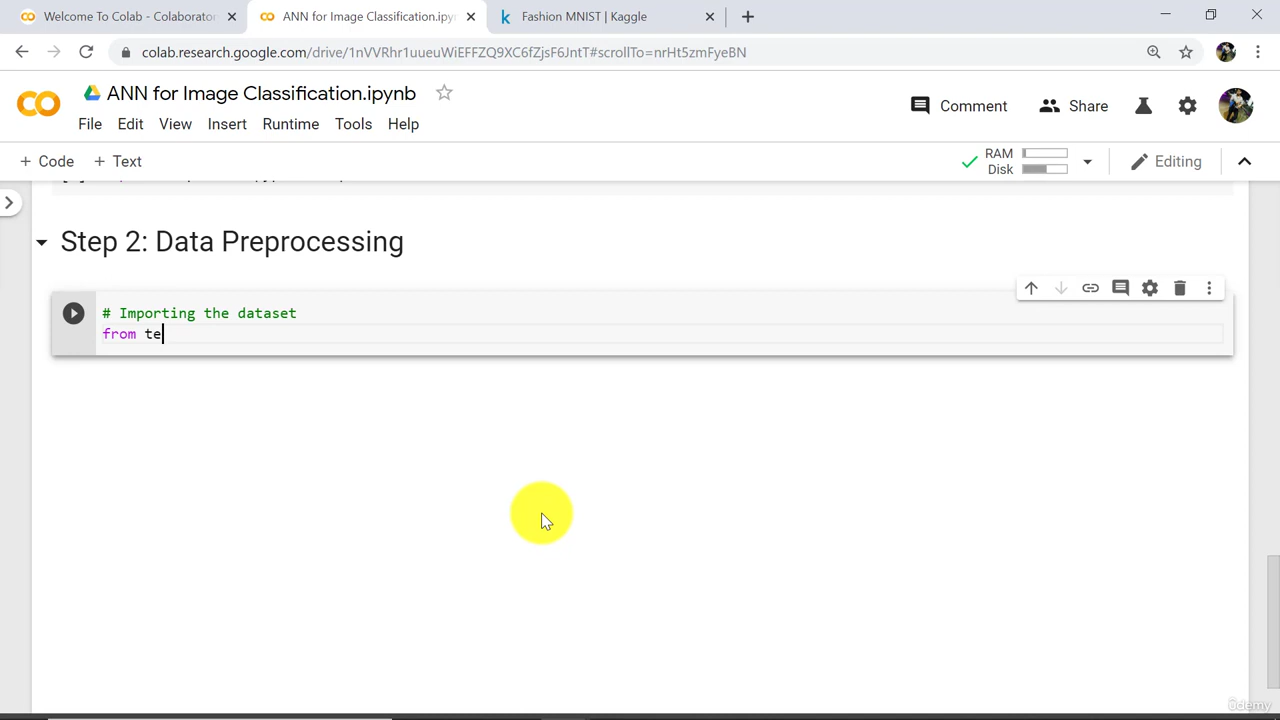 Welcome To Colab - Colaborator
ANN for Image Classification.ipyn
Fashion MNIST | Kaggle
colab.research.google.com/drive/1nVVRhr1uueuWiEFFZQ9XC6fZjsF6JntT#scrollTo=nrHt5zmFyeBN
ANN for Image Classification.ipynb
Comment
Share
File Edit View Insert Runtime Tools Help
+ Code + Text
RAM
Disk
Editing
Step 2: Data Preprocessing
# Importing the dataset
from te
ûdemy